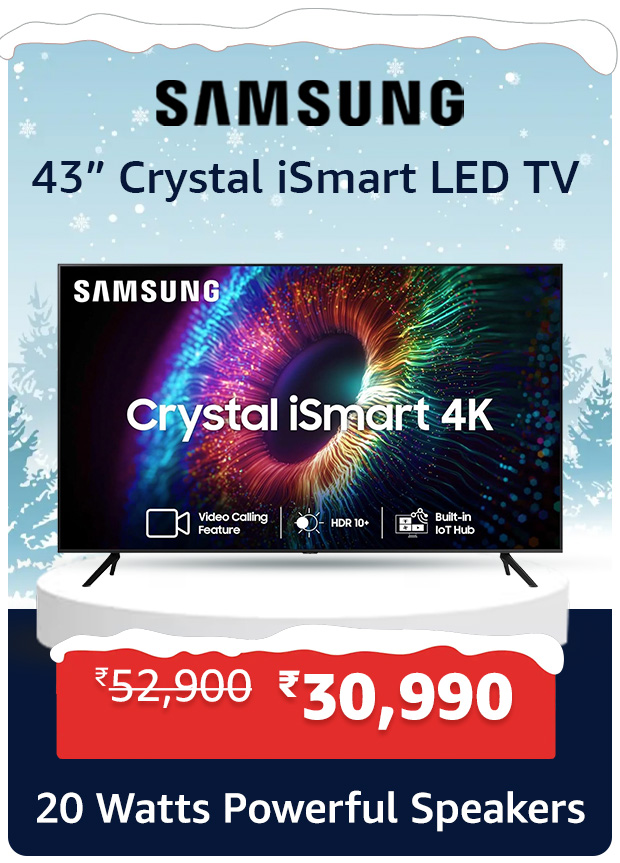 SAMSUNG
43” Crystal iSmart LED TV
SAMSUNG
Crystal iSmart 4K
Video Calling
Feature
HDR 10+
Built-in
IoT Hub
₹52,900 ₹30,990
20 Watts Powerful Speakers